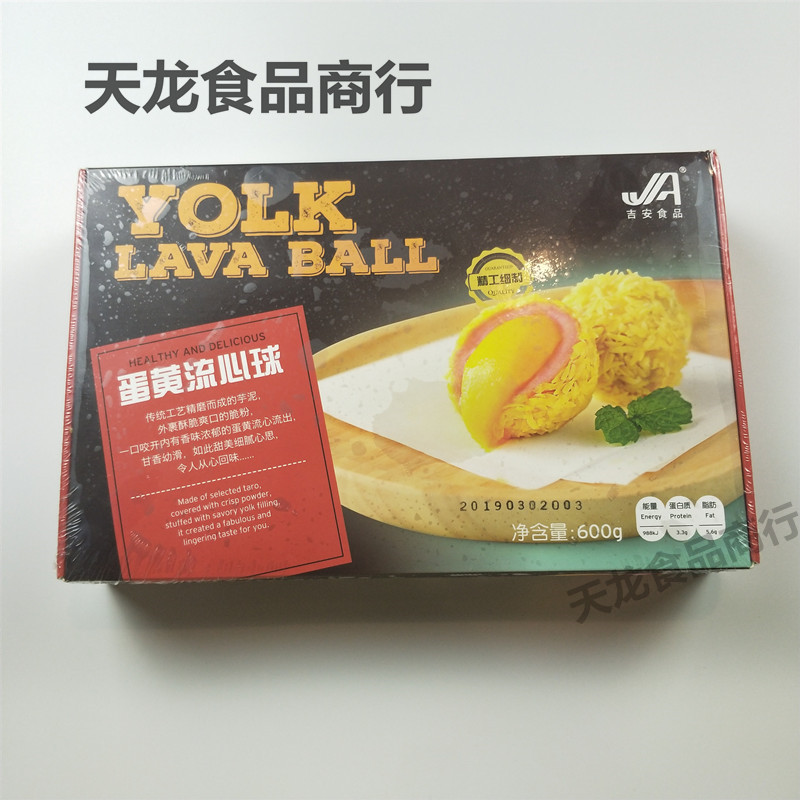 天龙食品商行
YOLK
LAVA BALL
JA®
吉安食品
精工细制
Quality
HEALTHY AND DELICIOUS
蛋黄流心球
传统工艺精磨而成的芋泥，
外裹酥脆爽口的脆粉，
一口咬开内有香味浓郁的蛋黄流心流出，
甘香幼滑，如此甜美细腻心思，
令人从心回味……
Made of selected taro,
covered with crisp powder,
stuffed with savory yolk filling,
it created a fabulous and
lingering taste for you.
20190302003
净含量:600g
能量 蛋白质 脂肪
Energy Protein Fat
988kJ 3.3g 5.6g
天龙食品商行